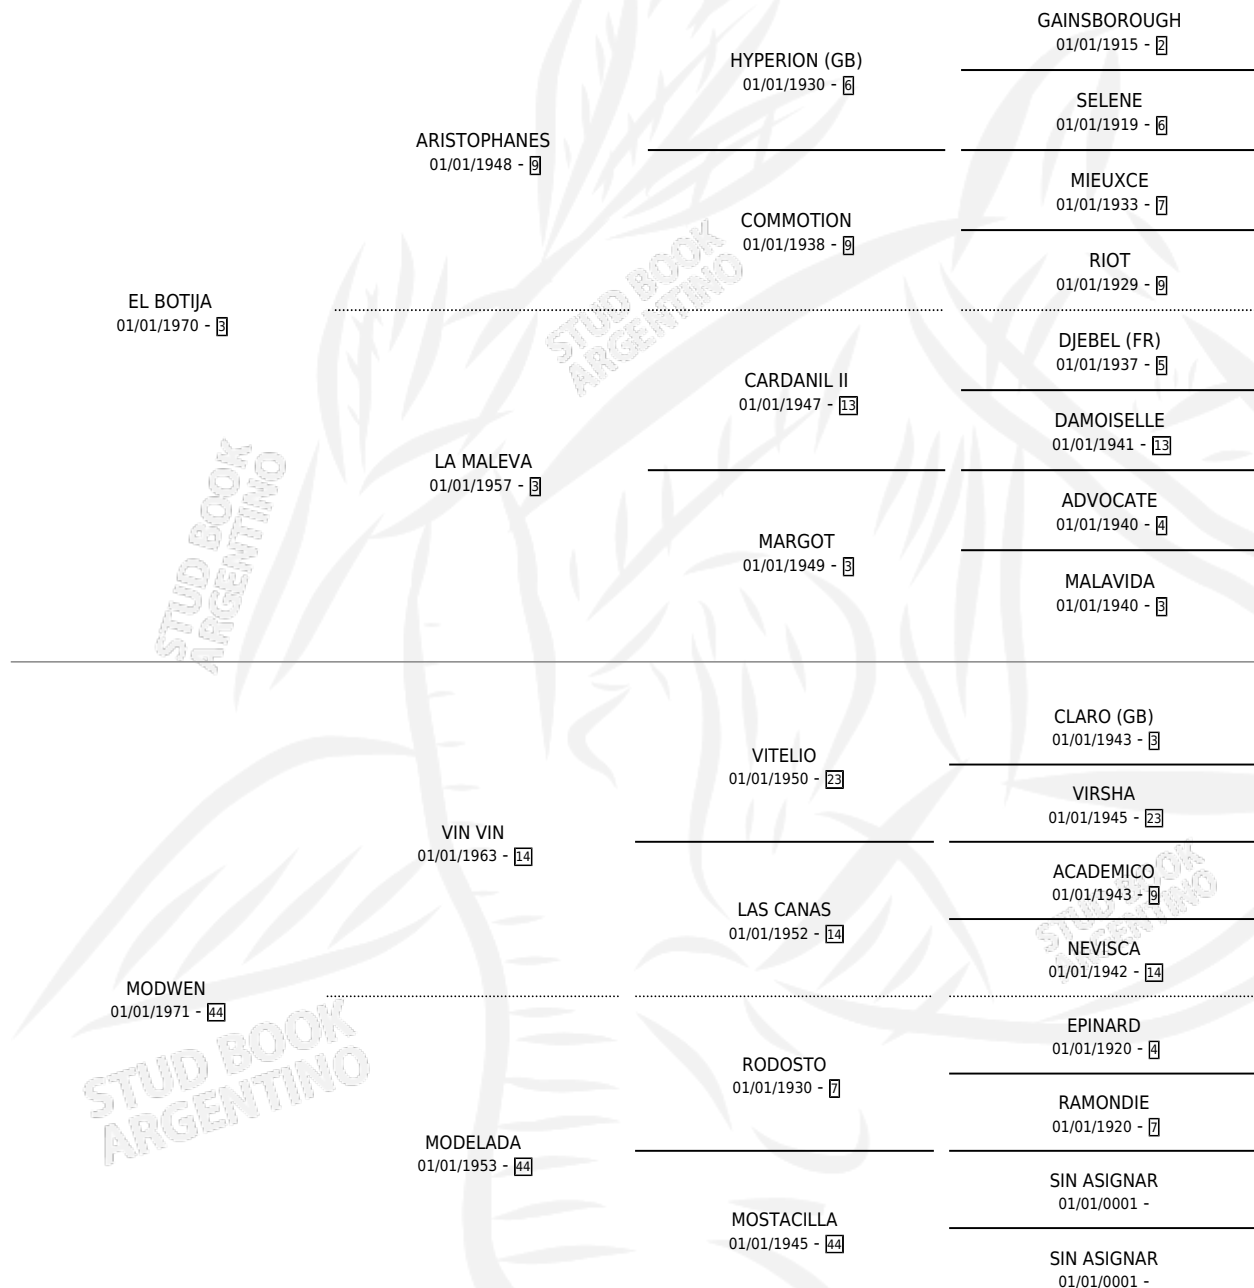 GAINSBOROUGH
01/01/1915 - 2
HYPERION (GB)
01/01/1930 - 6
SELENE
01/01/1919 - 6
ARISTOPHANES
01/01/1948 - 9
MIEUXCE
01/01/1933 - 7
COMMOTION
01/01/1938 - 9
RIOT
01/01/1929 - 9
EL BOTIJA
01/01/1970 - 3
DJEBEL (FR)
01/01/1937 - 5
CARDANIL II
01/01/1947 - 13
DAMOISELLE
01/01/1941 - 13
LA MALEVA
01/01/1957 - 3
ADVOCATE
01/01/1940 - 4
MARGOT
01/01/1949 - 3
MALAVIDA
01/01/1940 - 3
STUD BOOK
ARGENTINO
STUD BOOK
ARGENTINO
CLARO (GB)
01/01/1943 - 3
VITELIO
01/01/1950 - 23
VIRSHA
01/01/1945 - 23
VIN VIN
01/01/1963 - 14
ACADEMICO
01/01/1943 - 9
LAS CANAS
01/01/1952 - 14
NEVISCA
01/01/1942 - 14
MODWEN
01/01/1971 - 44
EPINARD
01/01/1920 - 4
RODOSTO
01/01/1930 - 7
RAMONDIE
01/01/1920 - 7
MODELADA
01/01/1953 - 44
SIN ASIGNAR
01/01/0001 -
MOSTACILLA
01/01/1945 - 44
SIN ASIGNAR
01/01/0001 -
STUD BOOK
ARGENTINO
STUD BOOK
ARGENTINO